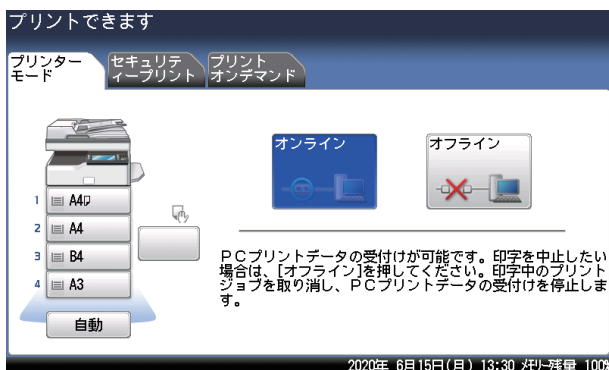 プリントできます
プリンター
モード
セキュリテ
ィープリント
プリント
オンデマンド
オンライン
オフライン
1 A4
2 A4
3 B4
4 A3
自動
PCプリントデータの受付けが可能です。印字を中止したい
場合は、[オフライン]を押してください。印字中のプリント
ジョブを取り消し、PCプリントデータの受付けを停止しま
す。
2020年 6月15日(月) 13:30 メモリ-残量 100%